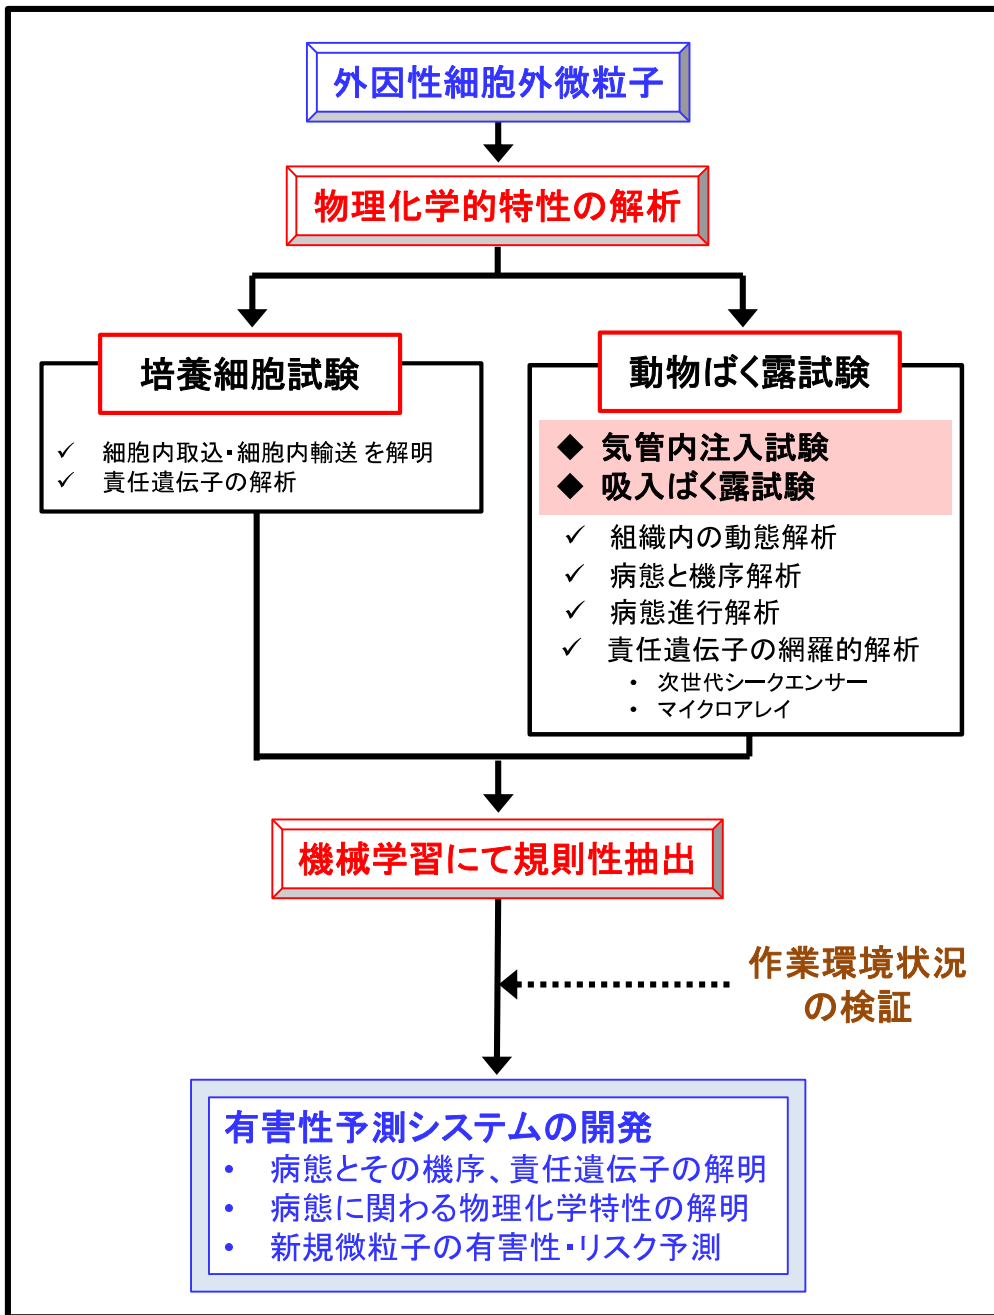 外因性細胞外微粒子
物理化学的特性の解析
培養細胞試験
✓ 細胞内取込・細胞内輸送を解明
✓ 責任遺伝子の解析
動物ばく露試験
◆ 気管内注入試験
◆ 吸入ばく露試験
✓ 組織内の動態解析
✓ 病態と機序解析
✓ 病態進行解析
✓ 責任遺伝子の網羅的解析
• 次世代シークエンサー
• マイクロアレイ
機械学習にて規則性抽出
作業環境状況
の検証
有害性予測システムの開発
• 病態とその機序、責任遺伝子の解明
• 病態に関わる物理化学特性の解明
• 新規微粒子の有害性・リスク予測